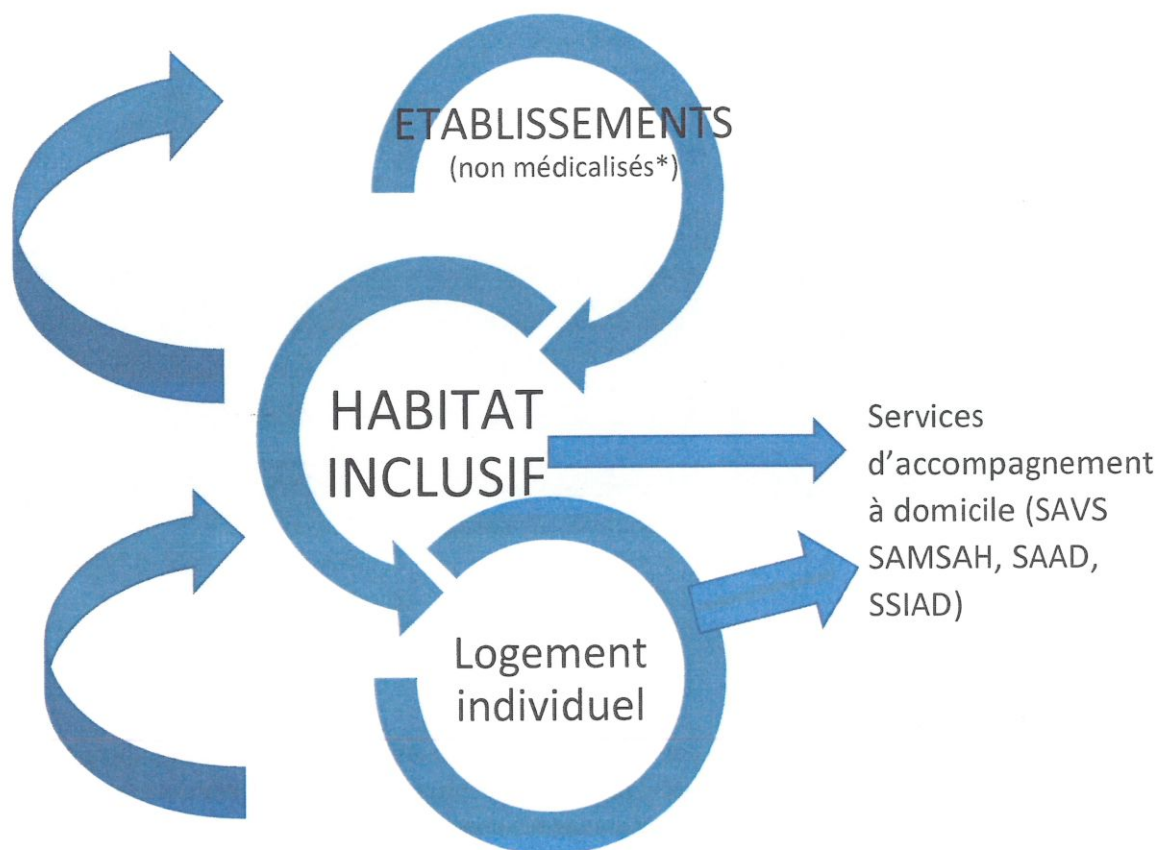 ETABLISSEMENTS
(non médicalisés*)
HABITAT
INCLUSIF
Services
d'accompagnement
à domicile (SAVS
SAMSAH, SAAD,
SSIAD)
Logement
individuel